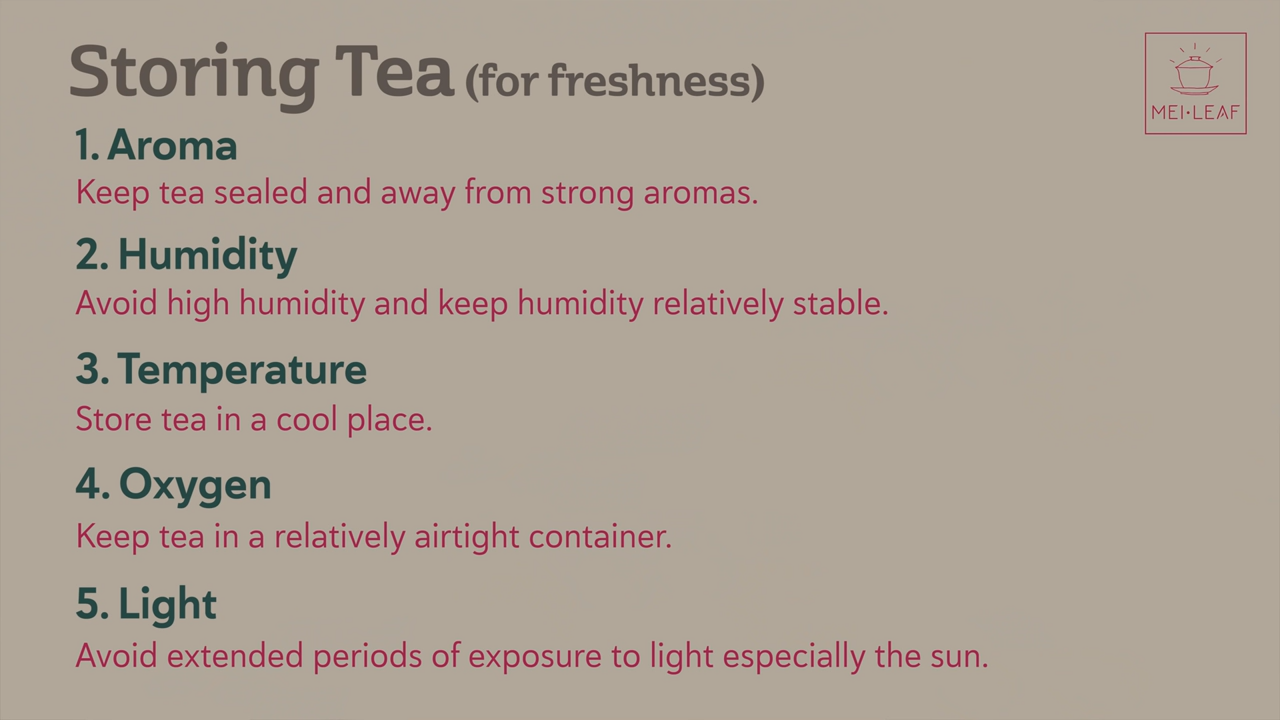 Storing Tea (for freshness)
MEI·LEAF
1. Aroma
Keep tea sealed and away from strong aromas.
2. Humidity
Avoid high humidity and keep humidity relatively stable.
3. Temperature
Store tea in a cool place.
4. Oxygen
Keep tea in a relatively airtight container.
5. Light
Avoid extended periods of exposure to light especially the sun.